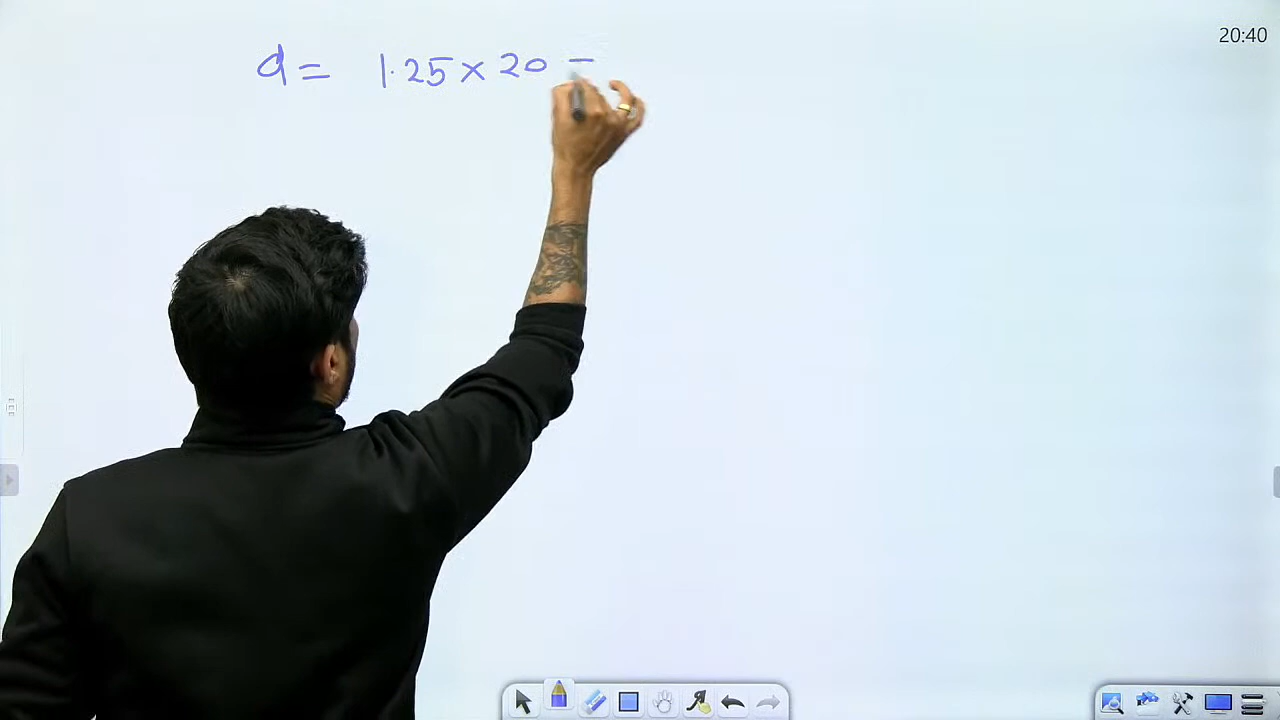 20:40
d = 1.25 × 20 =